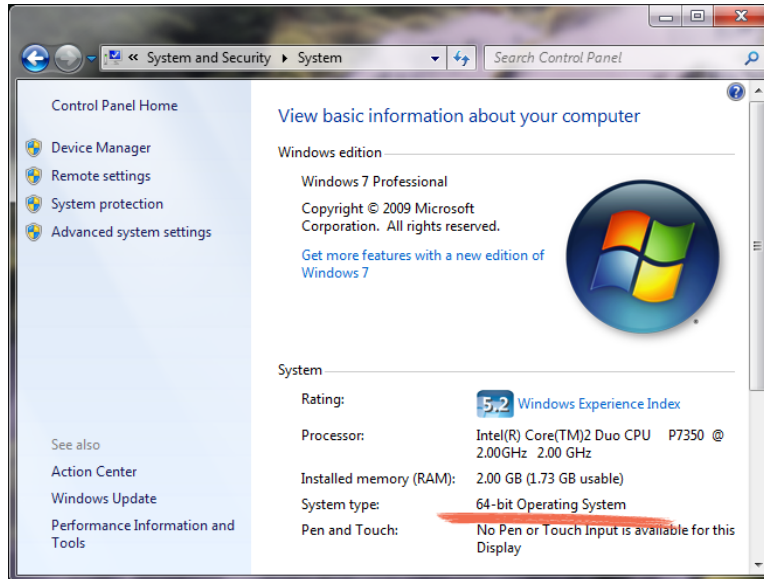 « System and Security ▸ System
Search Control Panel
Control Panel Home
Device Manager
Remote settings
System protection
Advanced system settings
See also
Action Center
Windows Update
Performance Information and
Tools
View basic information about your computer
Windows edition
Windows 7 Professional
Copyright © 2009 Microsoft
Corporation. All rights reserved.
Get more features with a new edition of
Windows 7
System
Rating:
5.2 Windows Experience Index
Processor:
Intel(R) Core(TM)2 Duo CPU P7350 @
2.00GHz 2.00 GHz
Installed memory (RAM): 2.00 GB (1.73 GB usable)
System type: 64-bit Operating System
Pen and Touch: No Pen or Touch Input is available for this
Display